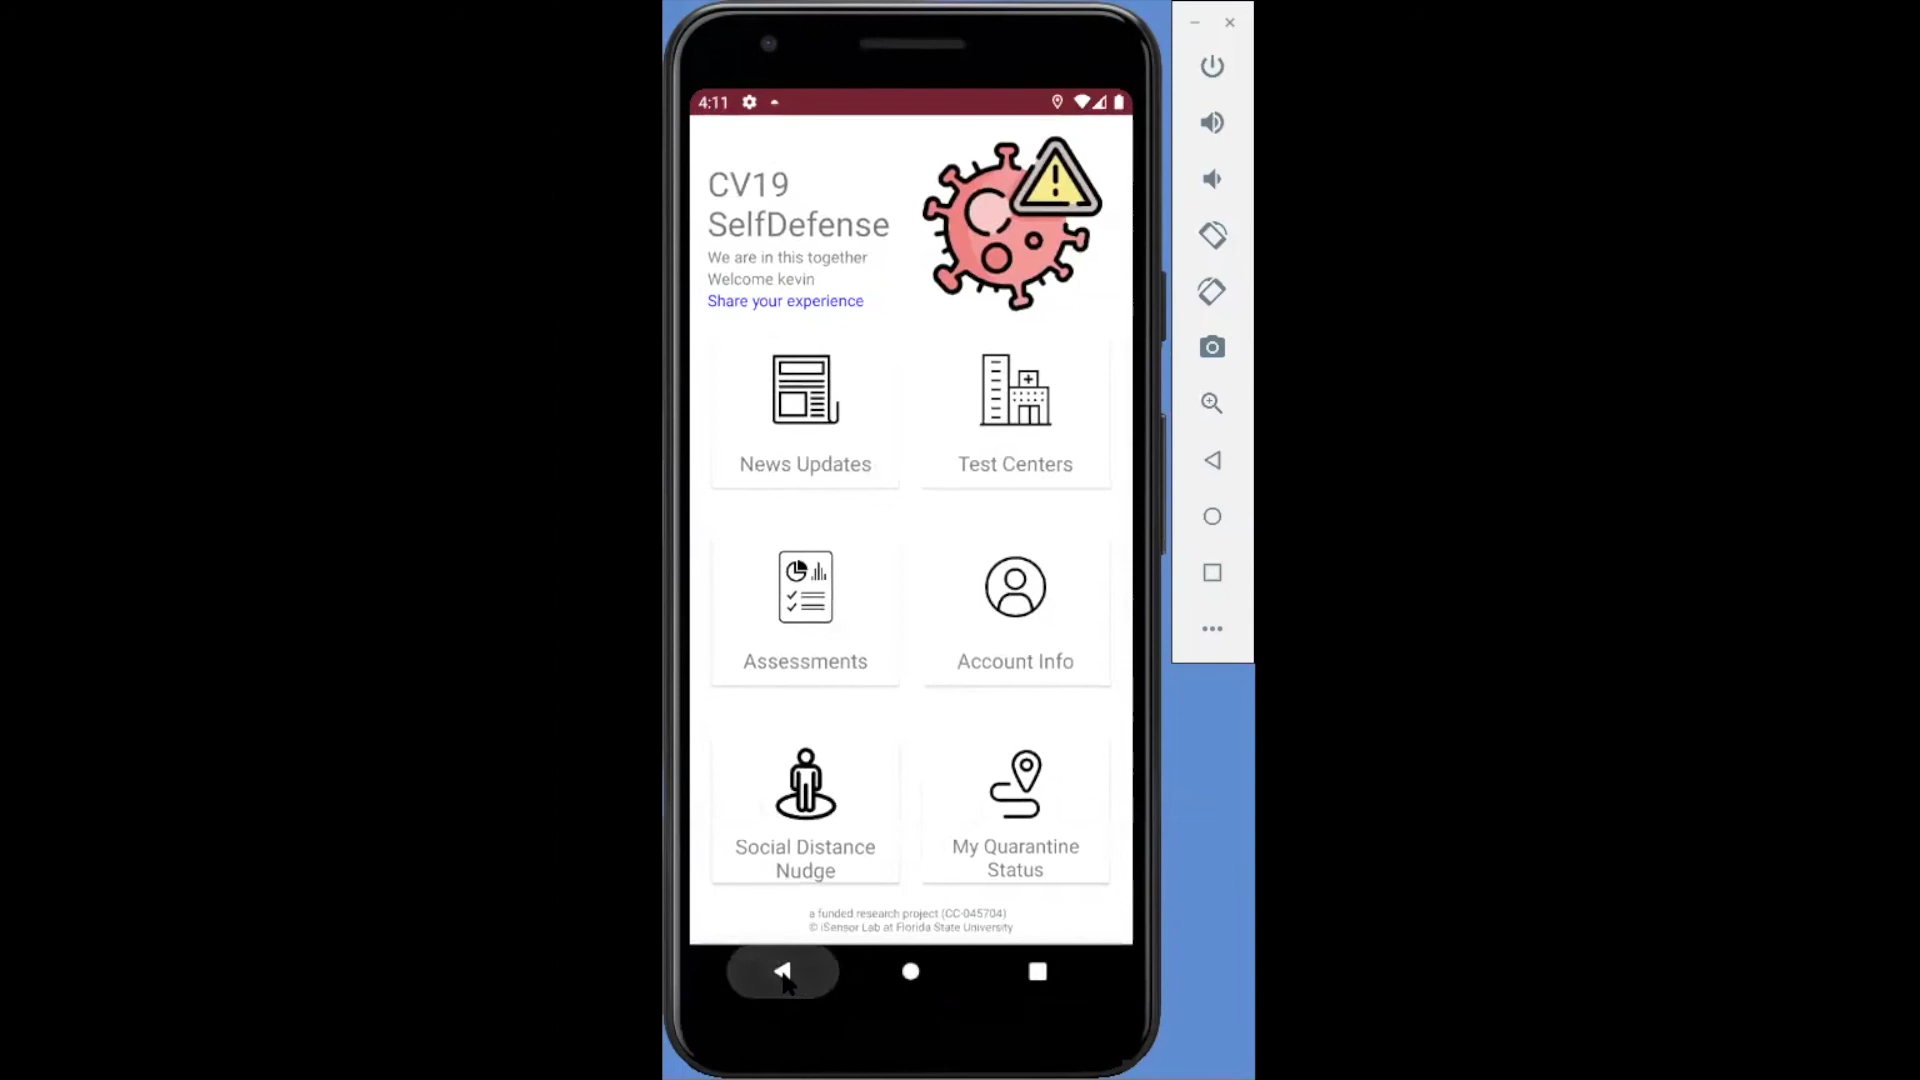 4:11
CV19
SelfDefense
We are in this together
Welcome kevin
Share your experience
News Updates
Test Centers
Assessments
Account Info
Social Distance
Nudge
My Quarantine
Status
a funded research project (CC-045704)
© iSensor Lab at Florida State University